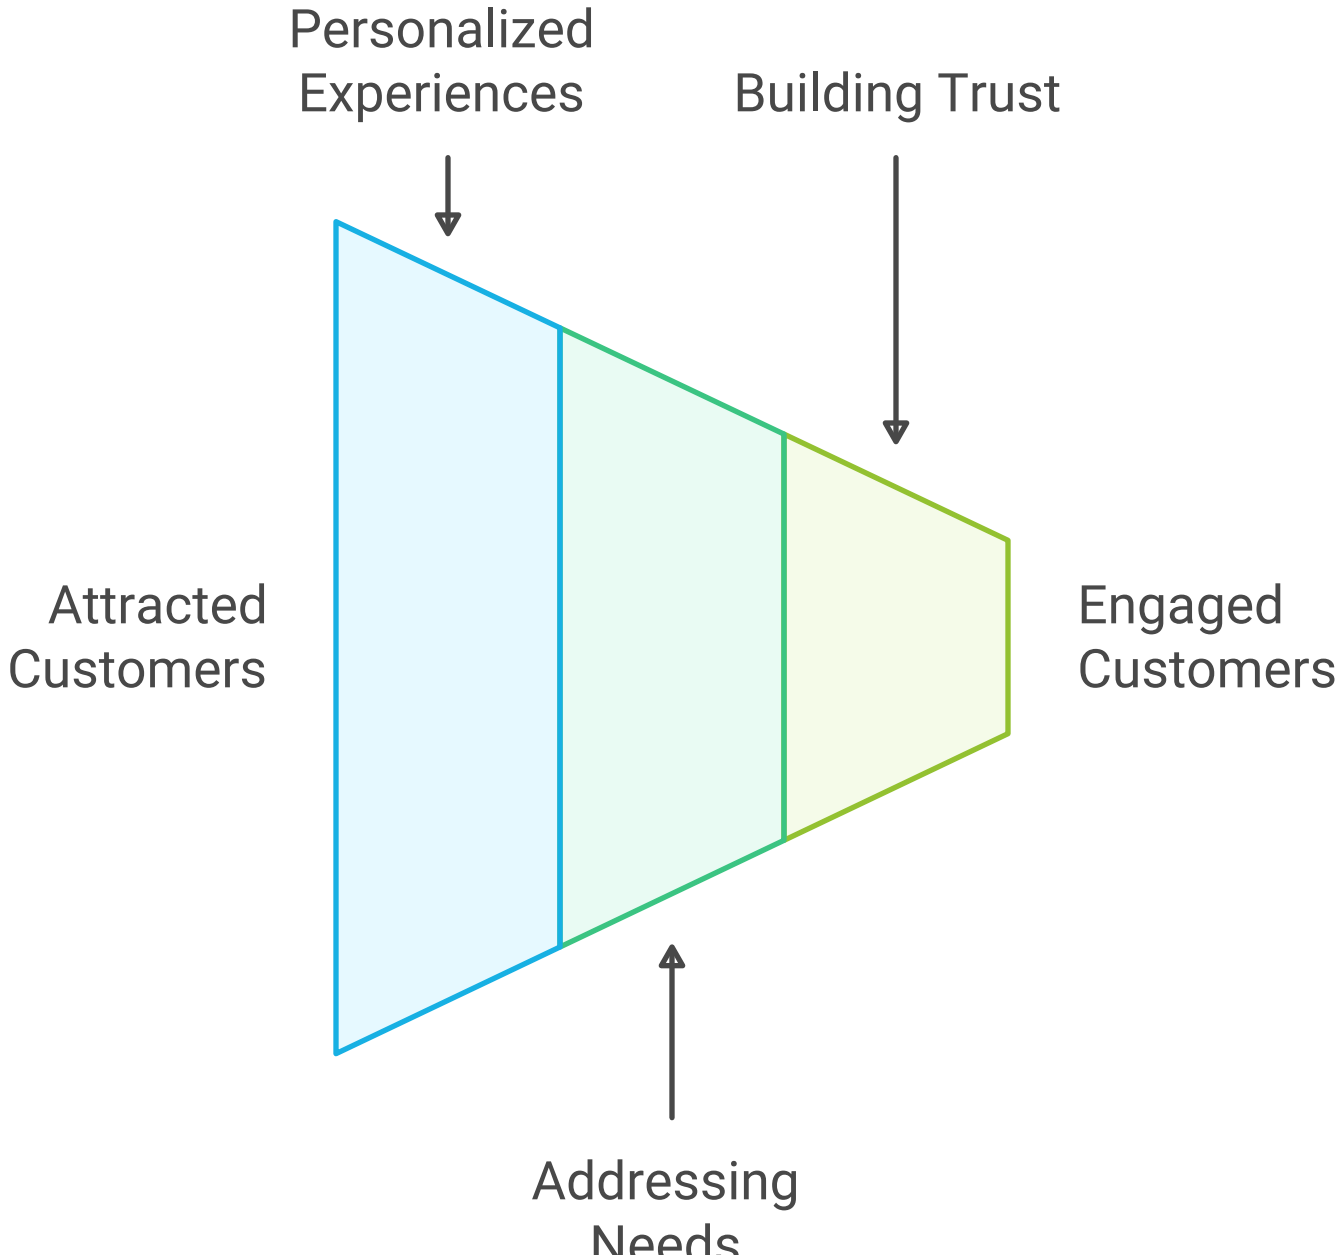 Personalized
Experiences
Building Trust
Attracted
Customers
Engaged
Customers
Addressing
Needs